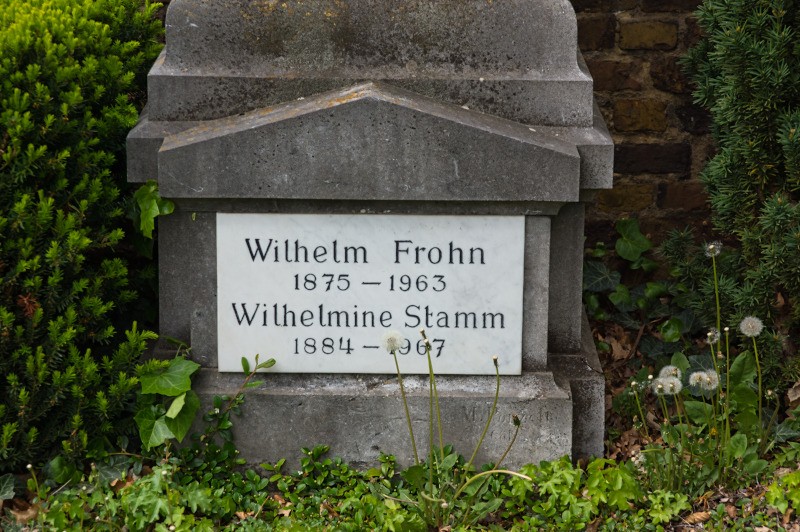 Wilhelm Frohn
1875 — 1963
Wilhelmine Stamm
1884 — 1967